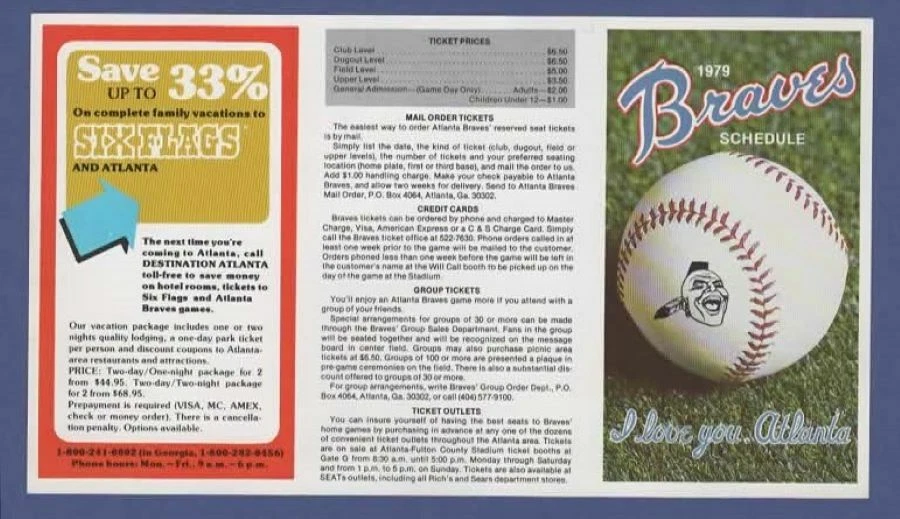 Save
UP TO 33%
On complete family vacations to
SIX FLAGS
AND ATLANTA
The next time you're
coming to Atlanta, call
DESTINATION ATLANTA
toll-free to save money
on hotel rooms, tickets to
Six Flags and Atlanta
Braves games.
Our vacation package includes one or two
nights quality lodging, a one-day park ticket
per person and discount coupons to Atlanta-
area restaurants and attractions.
PRICE: Two-day/One-night package for 2
from $44.95. Two-day/Two-night package
for 2 from $68.95.
Prepayment is required (VISA, MC, AMEX,
check or money order). There is a cancella-
tion penalty. Options available.
1-800-241-0802 (in Georgia, 1-800-282-0456)
Phone hours: Mon. – Fri., 9 a.m. – 6 p.m.
TICKET PRICES
Club Level $6.50
Dugout Level $6.50
Field Level $5.00
Upper Level $3.50
General Admission—(Game Day Only) Adults—$2.00
Children Under 12—$1.00
MAIL ORDER TICKETS
The easiest way to order Atlanta Braves' reserved seat tickets
is by mail.
Simply list the date, the kind of ticket (club, dugout, field or
upper levels), the number of tickets and your preferred seating
location (home plate, first or third base), and mail the order to us.
Add $1.00 handling charge. Make your check payable to Atlanta
Braves, and allow two weeks for delivery. Send to Atlanta Braves
Mail Order, P.O. Box 4064, Atlanta, Ga. 30302.
CREDIT CARDS
Braves tickets can be ordered by phone and charged to Master
Charge, Visa, American Express or a C & S Charge Card. Simply
call the Braves ticket office at 522-7630. Phone orders called in at
least one week prior to the game will be mailed to the customer.
Orders phoned less than one week before the game will be left in
the customer's name at the Will Call booth to be picked up on the
day of the game at the Stadium.
GROUP TICKETS
You'll enjoy an Atlanta Braves game more if you attend with a
group of your friends.
Special arrangements for groups of 30 or more can be made
through the Braves' Group Sales Department. Fans in the group
will be seated together and will be recognized on the message
board in center field. Groups may also purchase picnic area
tickets at $6.50. Groups of 100 or more are presented a plaque in
pre-game ceremonies on the field. There is also a substantial dis-
count offered to groups of 30 or more.
For group arrangements, write Braves' Group Order Dept., P.O.
Box 4064, Atlanta, Ga. 30302, or call (404) 577-9100.
TICKET OUTLETS
You can insure yourself of having the best seats to Braves'
home games by purchasing in advance at any one of the dozens
of convenient ticket outlets throughout the Atlanta area. Tickets
are on sale at Atlanta-Fulton County Stadium ticket booths at
Gate G from 8:30 a.m. until 5:00 p.m. Monday through Saturday
and from 1 p.m. to 5 p.m. on Sunday. Tickets are also available at
SEATs outlets, including all Rich's and Sears department stores.
1979
Braves
SCHEDULE
I love you, Atlanta